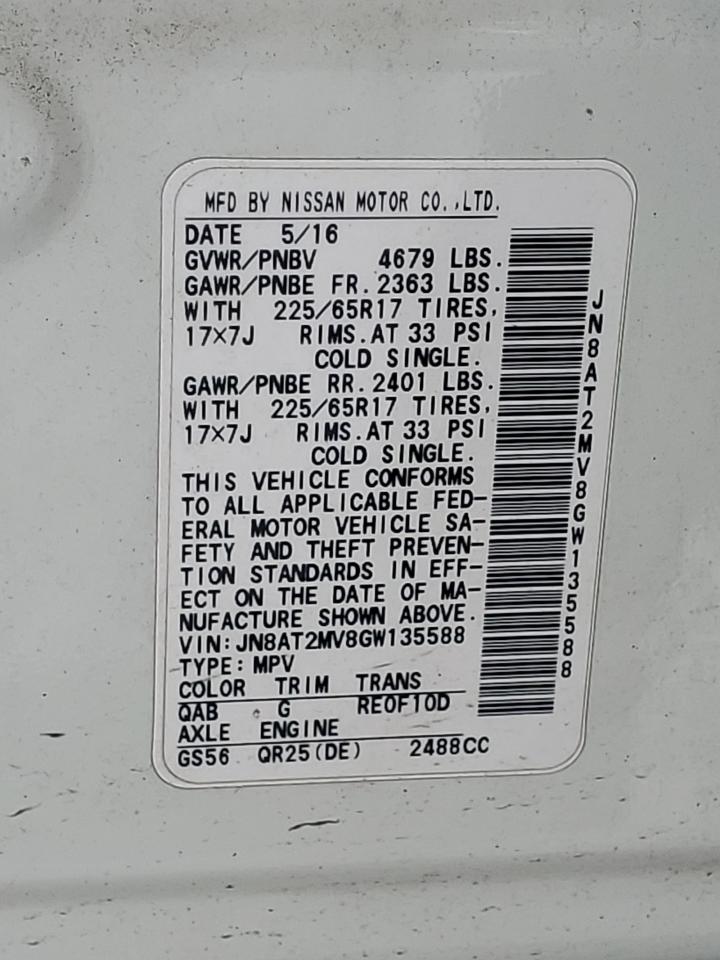 MFD BY NISSAN MOTOR CO.,LTD.
DATE 5/16
GVWR/PNBV 4679 LBS.
GAWR/PNBE FR. 2363 LBS.
WITH 225/65R17 TIRES,
17×7J RIMS.AT 33 PSI
COLD SINGLE.
GAWR/PNBE RR. 2401 LBS.
WITH 225/65R17 TIRES,
17×7J RIMS.AT 33 PSI
COLD SINGLE.
THIS VEHICLE CONFORMS
TO ALL APPLICABLE FED-
ERAL MOTOR VEHICLE SA-
FETY AND THEFT PREVEN-
TION STANDARDS IN EFF-
ECT ON THE DATE OF MA-
NUFACTURE SHOWN ABOVE.
VIN:JN8AT2MV8GW135588
TYPE:MPV
COLOR TRIM TRANS
QAB G RE0F10D
AXLE ENGINE
GS56 QR25(DE) 2488CC
JN8AT2MV8GW135588